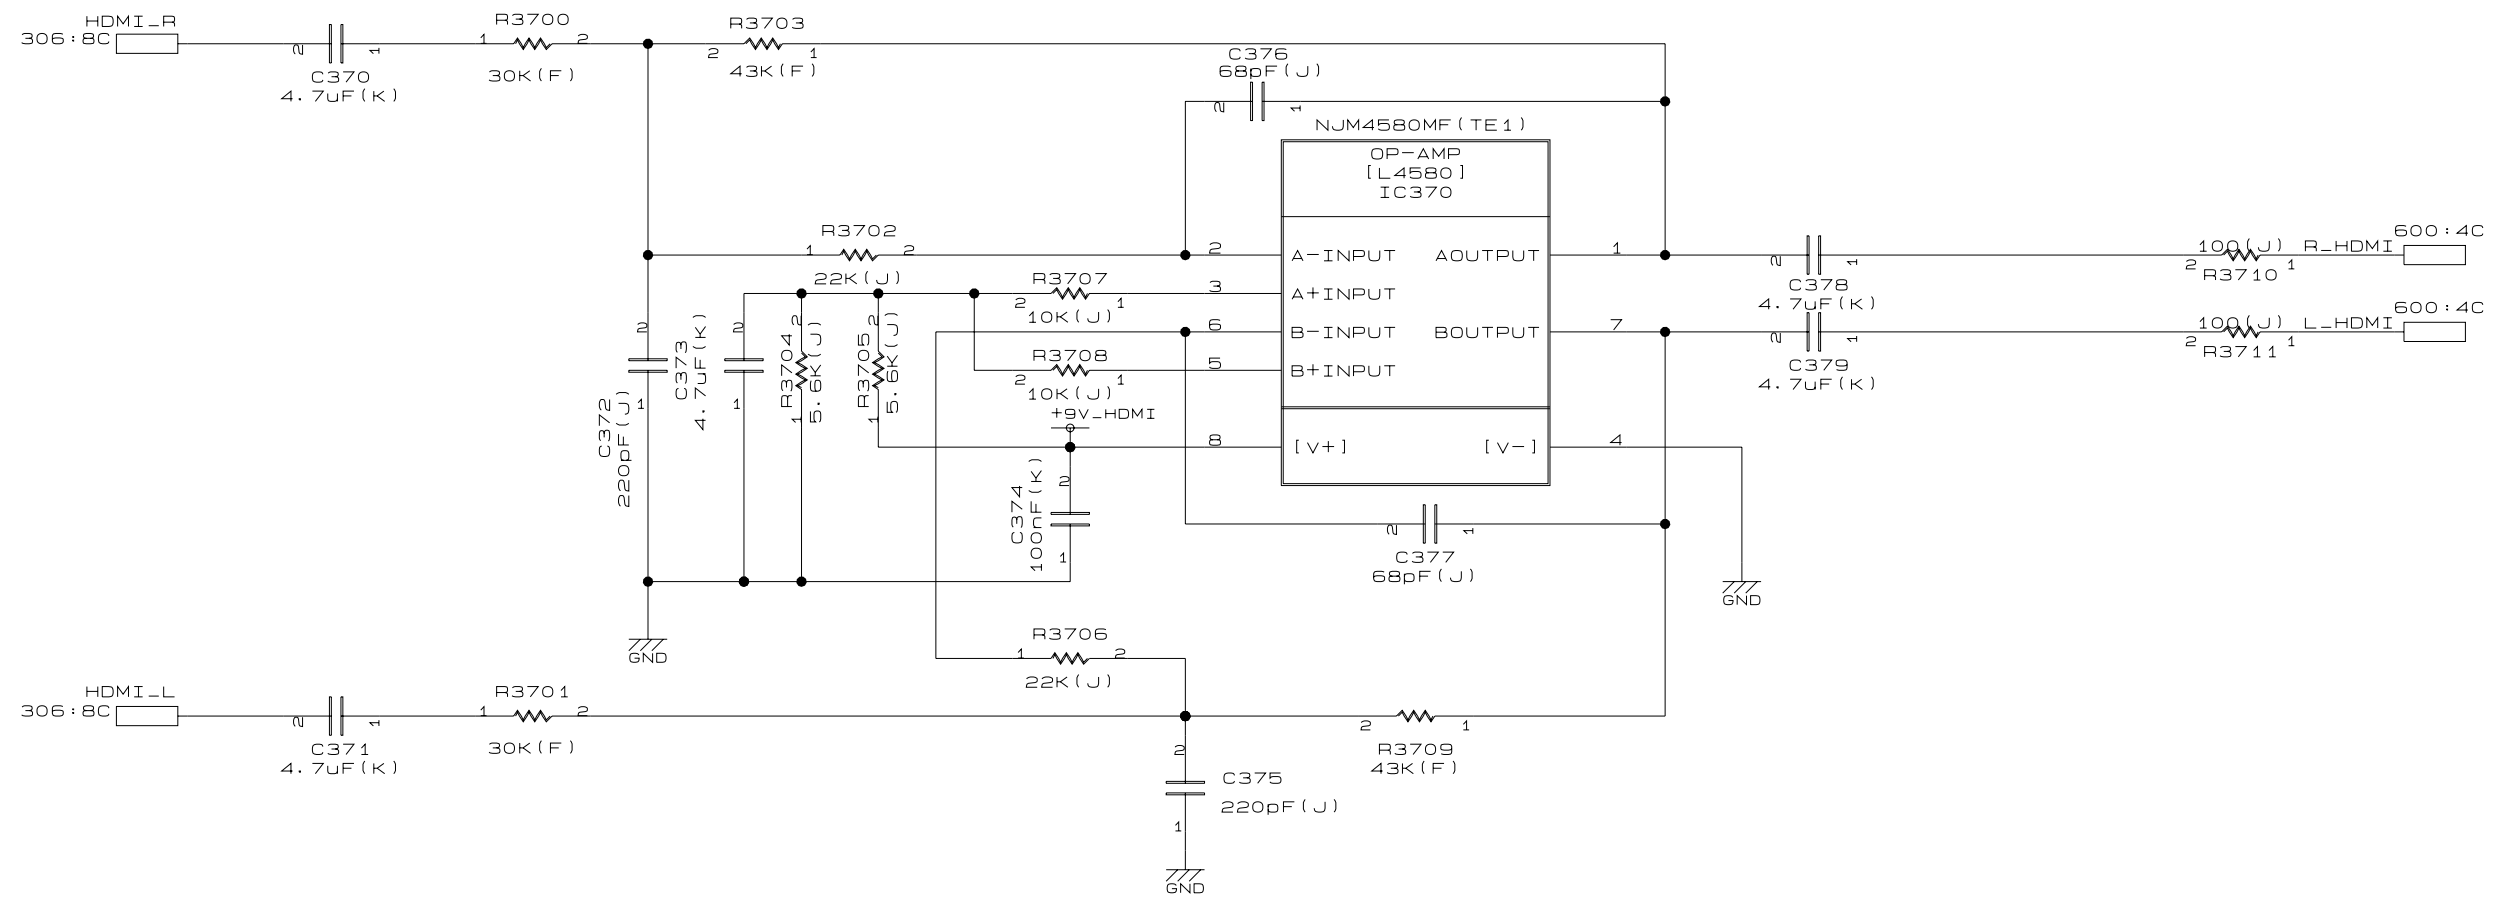 HDMI_R
306:8C
2
1
C370
4.7uF(K)
R3700
1
2
30K(F)
R3703
2
1
43K(F)
C376
68pF(J)
2
1
NJM4580MF(TE1)
OP-AMP
[L4580]
IC370
2
A-INPUT
AOUTPUT
1
3
A+INPUT
6
B-INPUT
BOUTPUT
7
5
B+INPUT
8
[V+]
[V-]
4
R3702
1
2
22K(J)
R3707
2
1
10K(J)
R3708
2
1
10K(J)
+9V_HDMI
2
C372
220pF(J)
1
2
C373
4.7uF(K)
1
2
R3704
5.6K(J)
1
2
R3705
5.6K(J)
1
2
C374
100nF(K)
1
GND
2
1
C377
68pF(J)
GND
2
1
C378
4.7uF(K)
2
1
C379
4.7uF(K)
100(J)
2
1
R3710
R_HDMI
600:4C
100(J)
2
1
R3711
L_HDMI
600:4C
R3706
1
2
22K(J)
HDMI_L
306:8C
2
1
C371
4.7uF(K)
R3701
1
2
30K(F)
2
1
R3709
43K(F)
2
C375
220pF(J)
1
GND